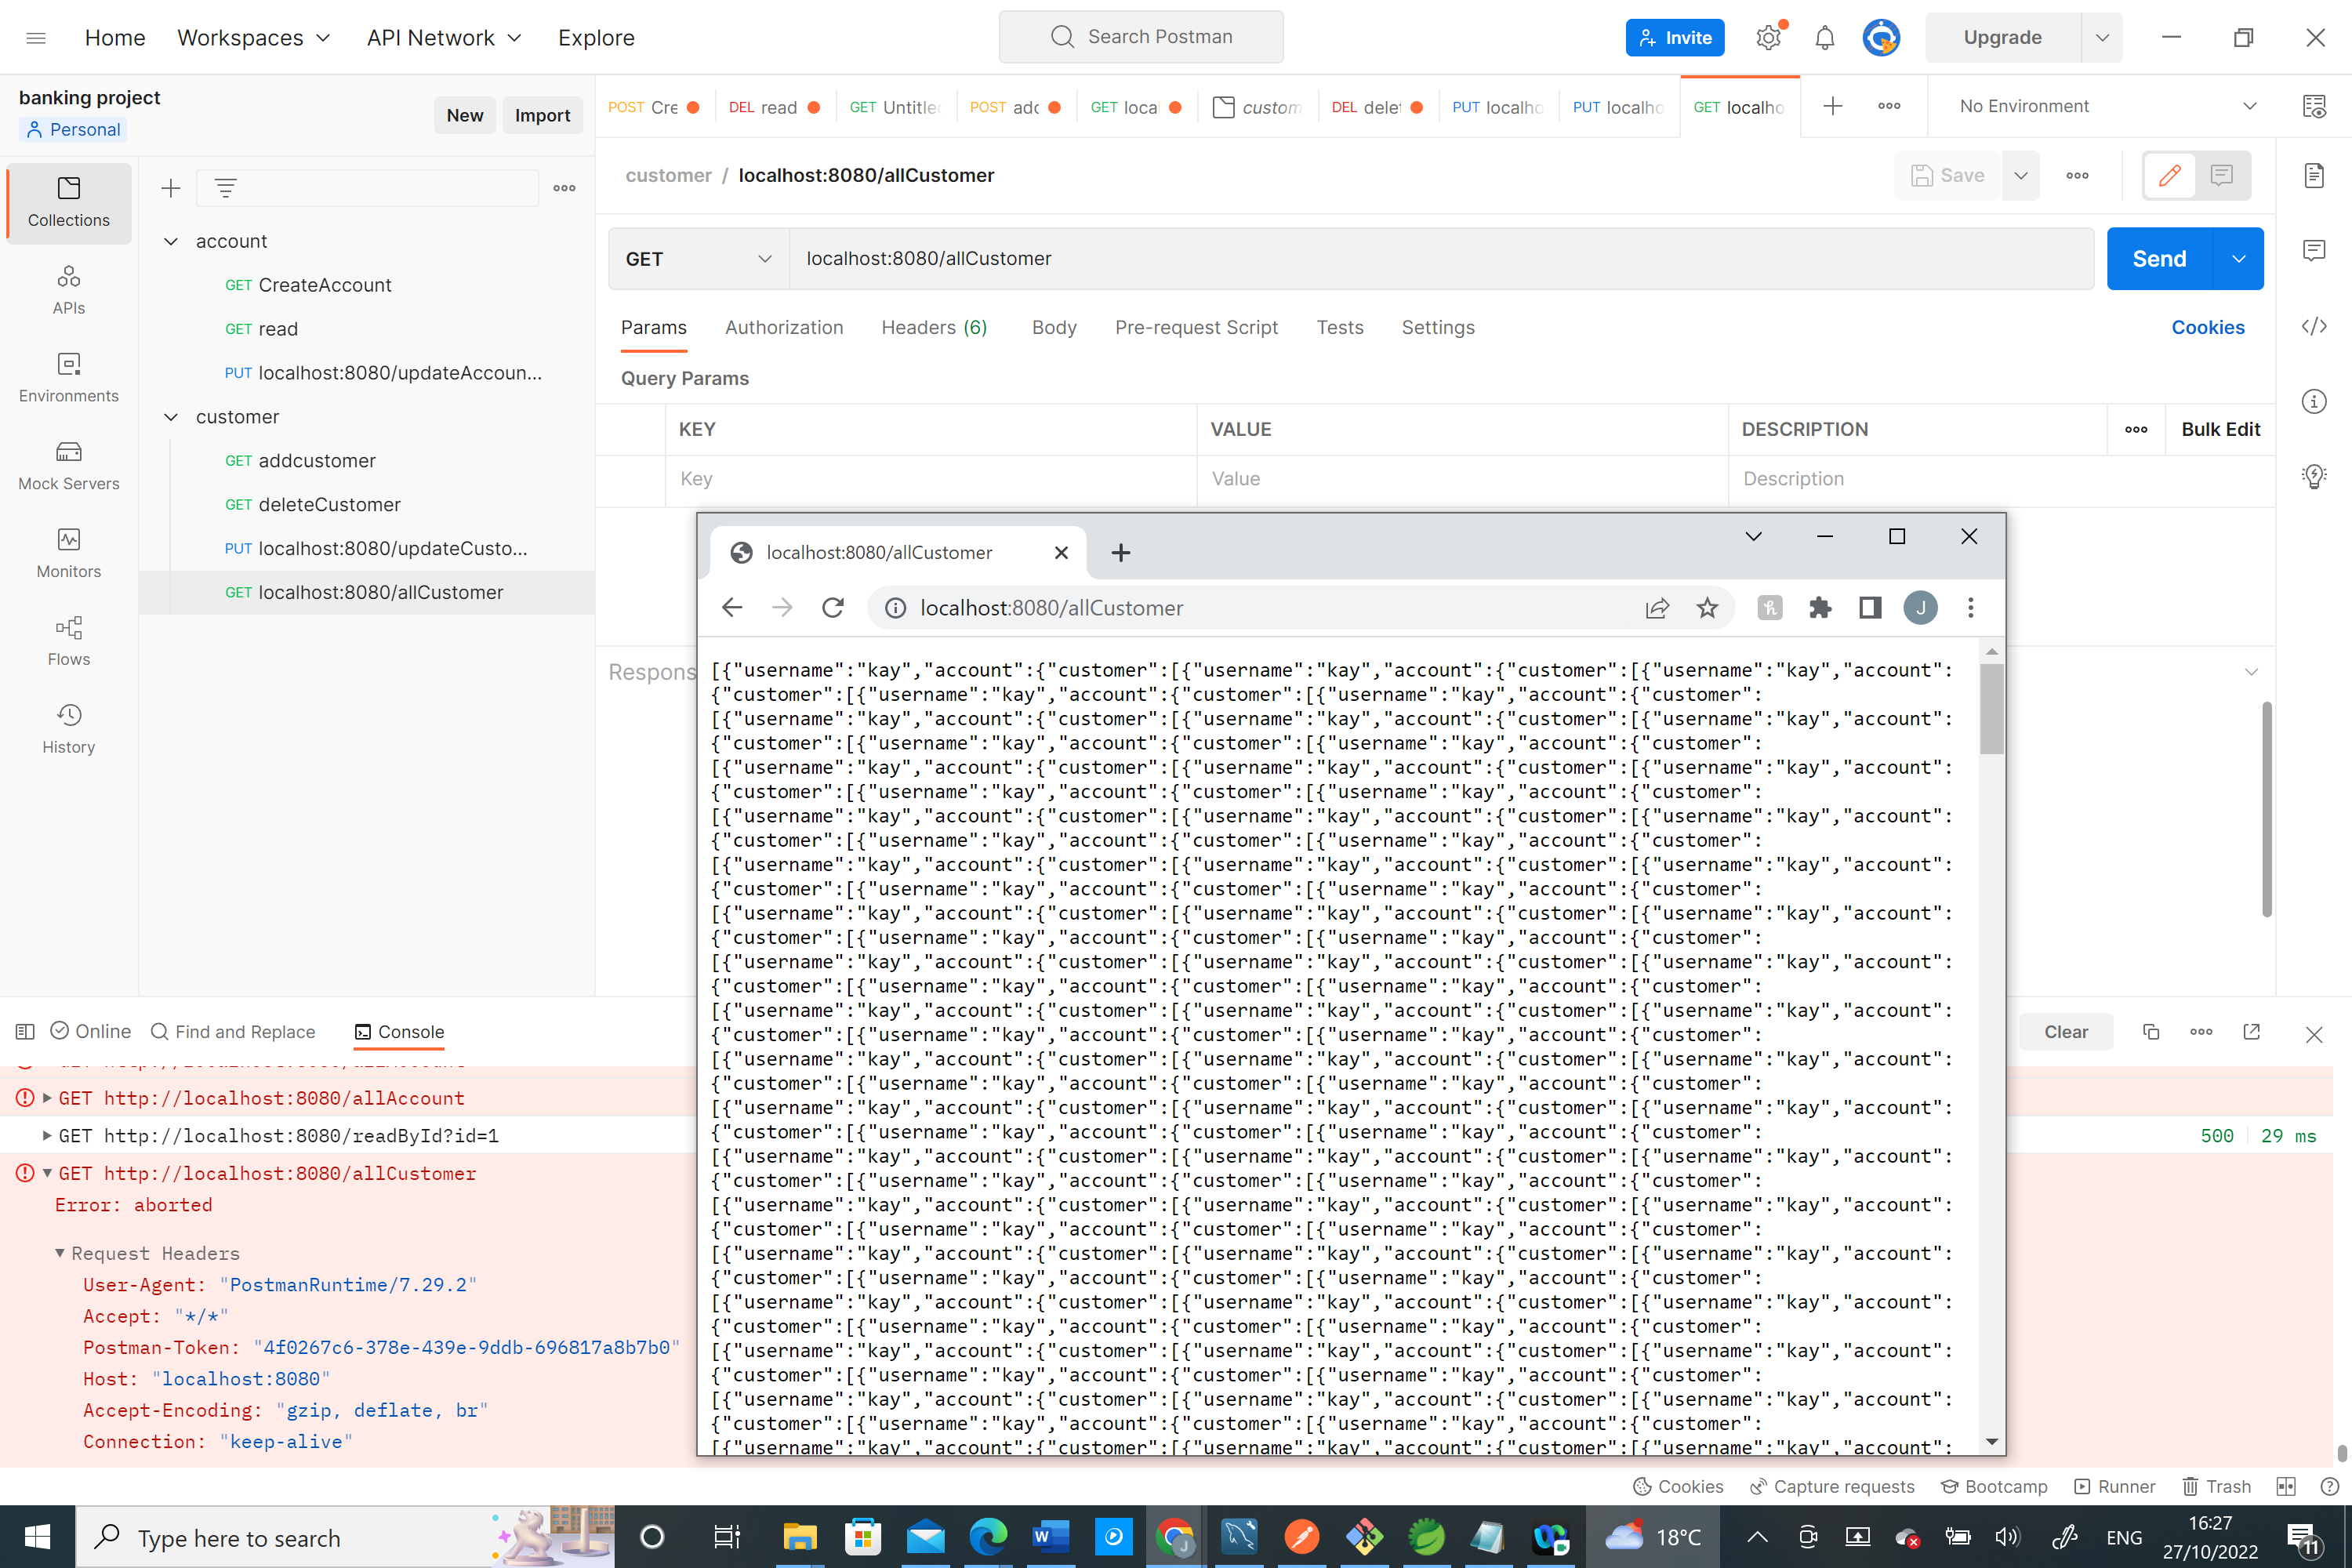 Home Workspaces API Network Explore Search Postman Invite Upgrade
banking project
Personal
New Import
POST Cre DEL read GET Untitle POST adc GET loca custom DEL dele PUT localho PUT localho GET localho No Environment
Collections
APIs
Environments
Mock Servers
Monitors
Flows
History
account
GET CreateAccount
GET read
PUT localhost:8080/updateAccoun...
customer
GET addcustomer
GET deleteCustomer
PUT localhost:8080/updateCusto...
GET localhost:8080/allCustomer
customer / localhost:8080/allCustomer Save
GET localhost:8080/allCustomer Send
Params Authorization Headers (6) Body Pre-request Script Tests Settings Cookies
Query Params
KEY VALUE DESCRIPTION Bulk Edit
Key Value Description
Respons
localhost:8080/allCustomer
localhost:8080/allCustomer J
[{"username":"kay","account":{"customer":[{"username":"kay","account":{"customer":[{"username":"kay","account":
{"customer":[{"username":"kay","account":{"customer":[{"username":"kay","account":{"customer":
[{"username":"kay","account":{"customer":[{"username":"kay","account":{"customer":[{"username":"kay","account":
{"customer":[{"username":"kay","account":{"customer":[{"username":"kay","account":{"customer":
[{"username":"kay","account":{"customer":[{"username":"kay","account":{"customer":[{"username":"kay","account":
{"customer":[{"username":"kay","account":{"customer":[{"username":"kay","account":{"customer":
[{"username":"kay","account":{"customer":[{"username":"kay","account":{"customer":[{"username":"kay","account":
{"customer":[{"username":"kay","account":{"customer":[{"username":"kay","account":{"customer":
[{"username":"kay","account":{"customer":[{"username":"kay","account":{"customer":[{"username":"kay","account":
{"customer":[{"username":"kay","account":{"customer":[{"username":"kay","account":{"customer":
[{"username":"kay","account":{"customer":[{"username":"kay","account":{"customer":[{"username":"kay","account":
{"customer":[{"username":"kay","account":{"customer":[{"username":"kay","account":{"customer":
[{"username":"kay","account":{"customer":[{"username":"kay","account":{"customer":[{"username":"kay","account":
{"customer":[{"username":"kay","account":{"customer":[{"username":"kay","account":{"customer":
[{"username":"kay","account":{"customer":[{"username":"kay","account":{"customer":[{"username":"kay","account":
{"customer":[{"username":"kay","account":{"customer":[{"username":"kay","account":{"customer":
[{"username":"kay","account":{"customer":[{"username":"kay","account":{"customer":[{"username":"kay","account":
{"customer":[{"username":"kay","account":{"customer":[{"username":"kay","account":{"customer":
[{"username":"kay","account":{"customer":[{"username":"kay","account":{"customer":[{"username":"kay","account":
{"customer":[{"username":"kay","account":{"customer":[{"username":"kay","account":{"customer":
[{"username":"kay","account":{"customer":[{"username":"kay","account":{"customer":[{"username":"kay","account":
{"customer":[{"username":"kay","account":{"customer":[{"username":"kay","account":{"customer":
[{"username":"kay","account":{"customer":[{"username":"kay","account":{"customer":[{"username":"kay","account":
{"customer":[{"username":"kay","account":{"customer":[{"username":"kay","account":{"customer":
[{"username":"kay","account":{"customer":[{"username":"kay","account":{"customer":[{"username":"kay","account":
{"customer":[{"username":"kay","account":{"customer":[{"username":"kay","account":{"customer":
[{"username":"kay","account":{"customer":[{"username":"kay","account":{"customer":[{"username":"kay","account":
{"customer":[{"username":"kay","account":{"customer":[{"username":"kay","account":{"customer":
[{"username":"kay","account":{"customer":[{"username":"kay","account":{"customer":[{"username":"kay","account":
{"customer":[{"username":"kay","account":{"customer":[{"username":"kay","account":{"customer":
[{"username":"kay","account":{"customer":[{"username":"kay","account":{"customer":[{"username":"kay","account":
{"customer":[{"username":"kay","account":{"customer":[{"username":"kay","account":{"customer":
[{"username":"kay","account":{"customer":[{"username":"kay","account":{"customer":[{"username":"kay","account":
Online Find and Replace Console Clear
GET http://localhost:8080/allAccount
GET http://localhost:8080/readById?id=1 500 29 ms
GET http://localhost:8080/allCustomer
Error: aborted
Request Headers
User-Agent: "PostmanRuntime/7.29.2"
Accept: "*/*"
Postman-Token: "4f0267c6-378e-439e-9ddb-696817a8b7b0"
Host: "localhost:8080"
Accept-Encoding: "gzip, deflate, br"
Connection: "keep-alive"
Cookies Capture requests Bootcamp Runner Trash
Type here to search 18°C ENG 16:27
27/10/2022 11